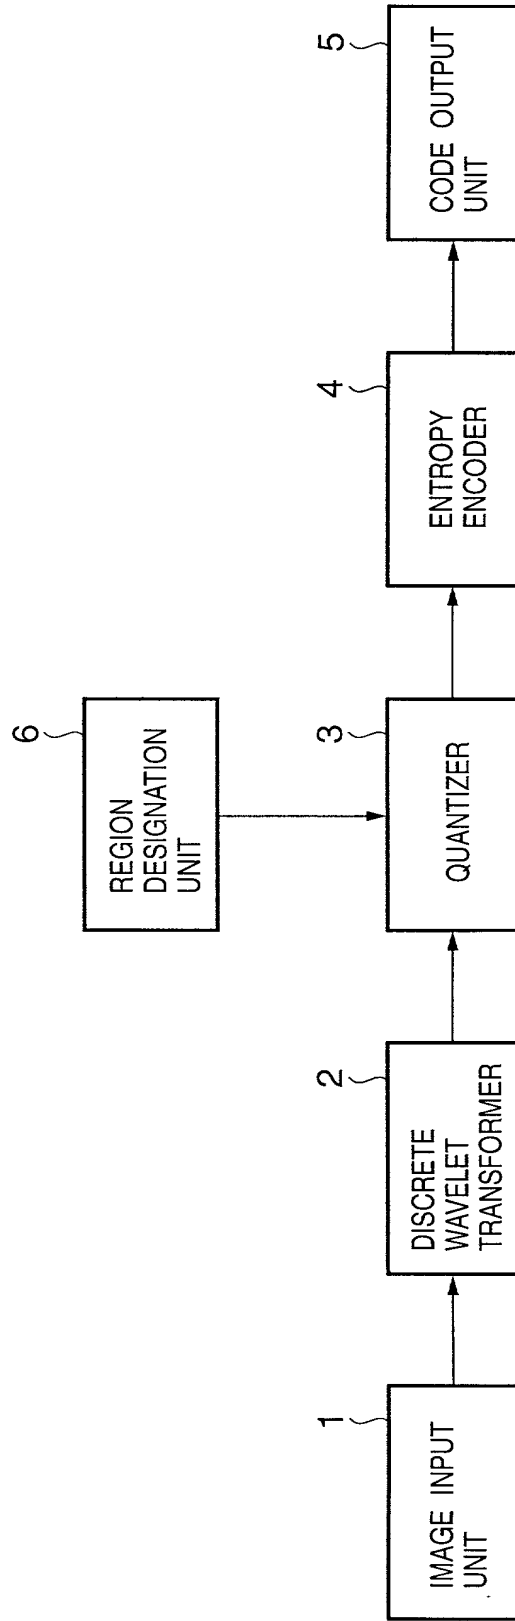 6
REGION
DESIGNATION
UNIT
1
IMAGE INPUT
UNIT
2
DISCRETE
WAVELET
TRANSFORMER
3
QUANTIZER
4
ENTROPY
ENCODER
5
CODE OUTPUT
UNIT